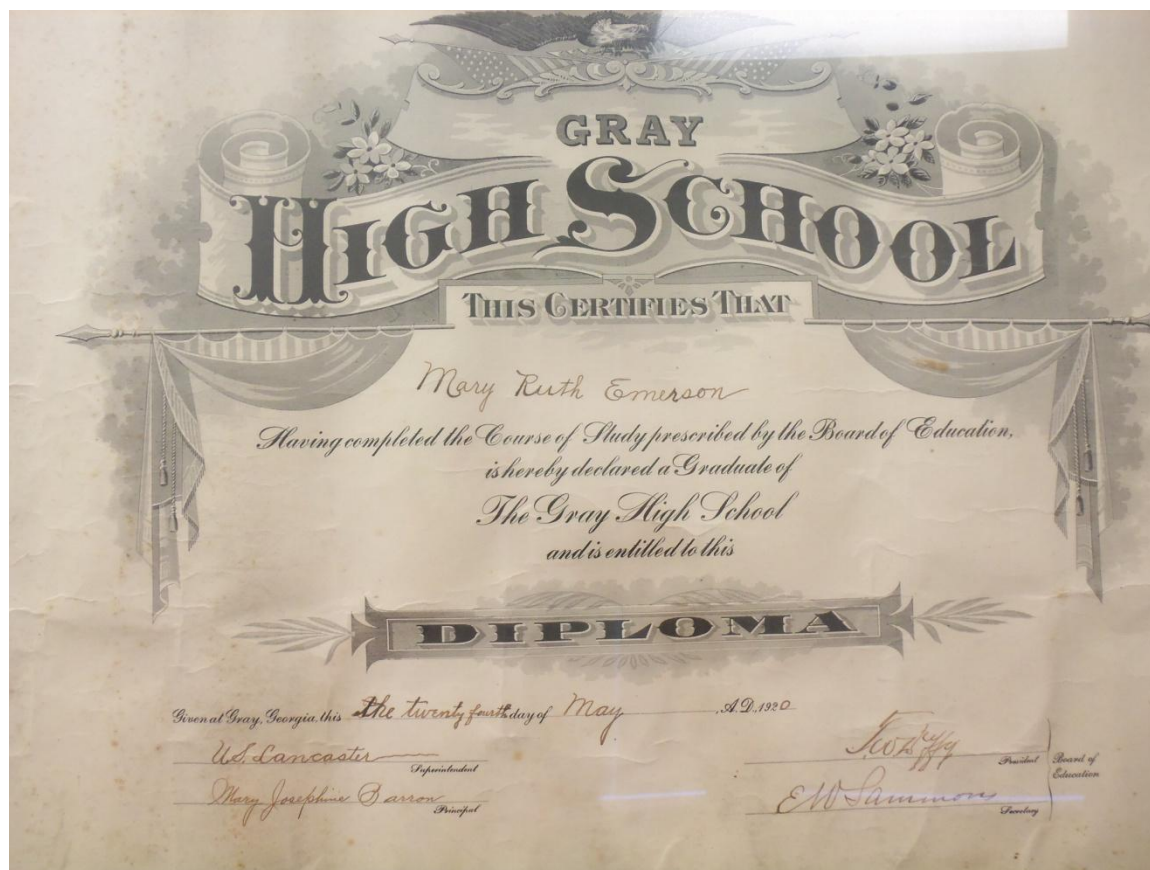 GRAY
HIGH SCHOOL
THIS CERTIFIES THAT
Mary Ruth Emerson
Having completed the Course of Study prescribed by the Board of Education,
is hereby declared a Graduate of
The Gray High School
and is entitled to this
DIPLOMA
Given at Gray, Georgia this the twenty fourth day of May A.D. 1920
U.S. Lancaster
Superintendent
President
Board of
Education
Mary Josephine Barron
Principal
E W Sammons
Secretary